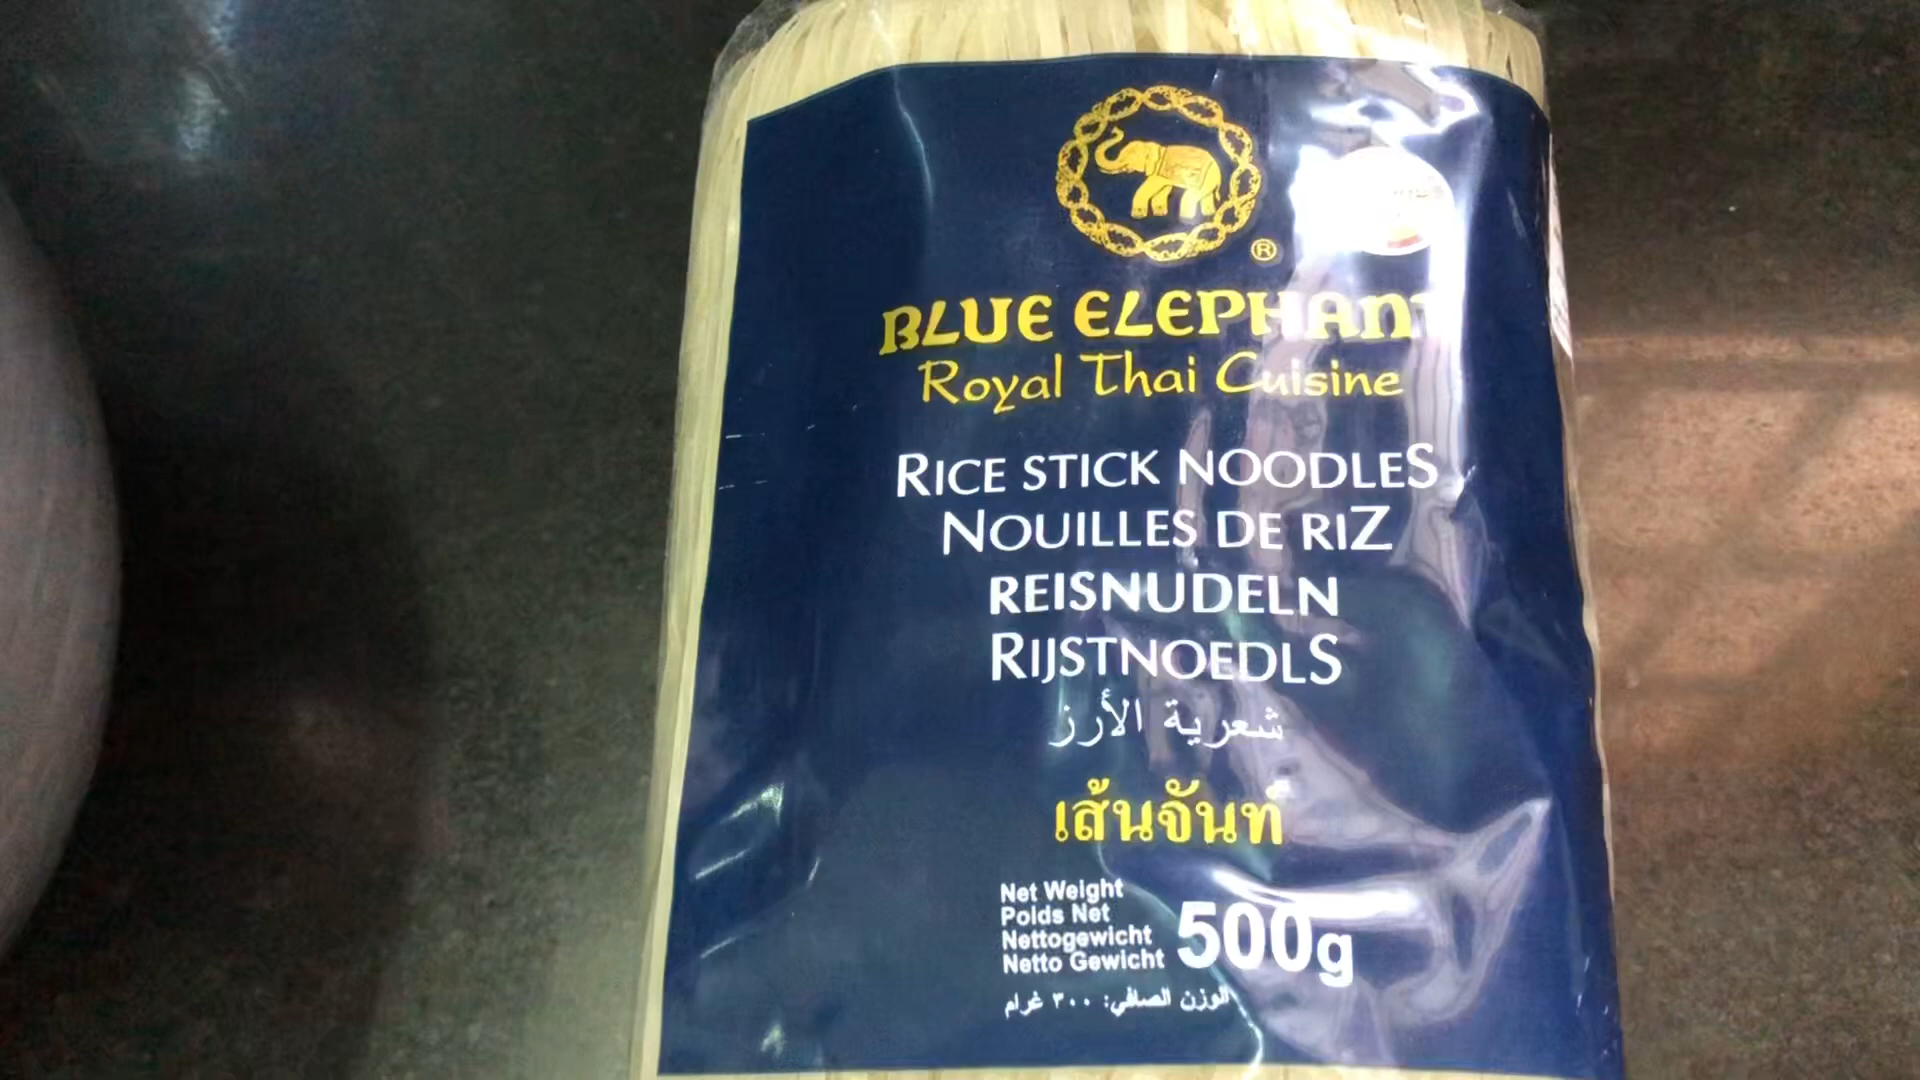 ®
BLUE ELEPHANT
Royal Thai Cuisine
RICE STICK NOODLES
NOUILLES DE RIZ
REISNUDELN
RIJSTNOEDLS
شعرية الأرز
เส้นจันท์
Net Weight
Poids Net
Nettogewicht
Netto Gewicht
500g
الوزن الصافي: ٣٠٠ غرام